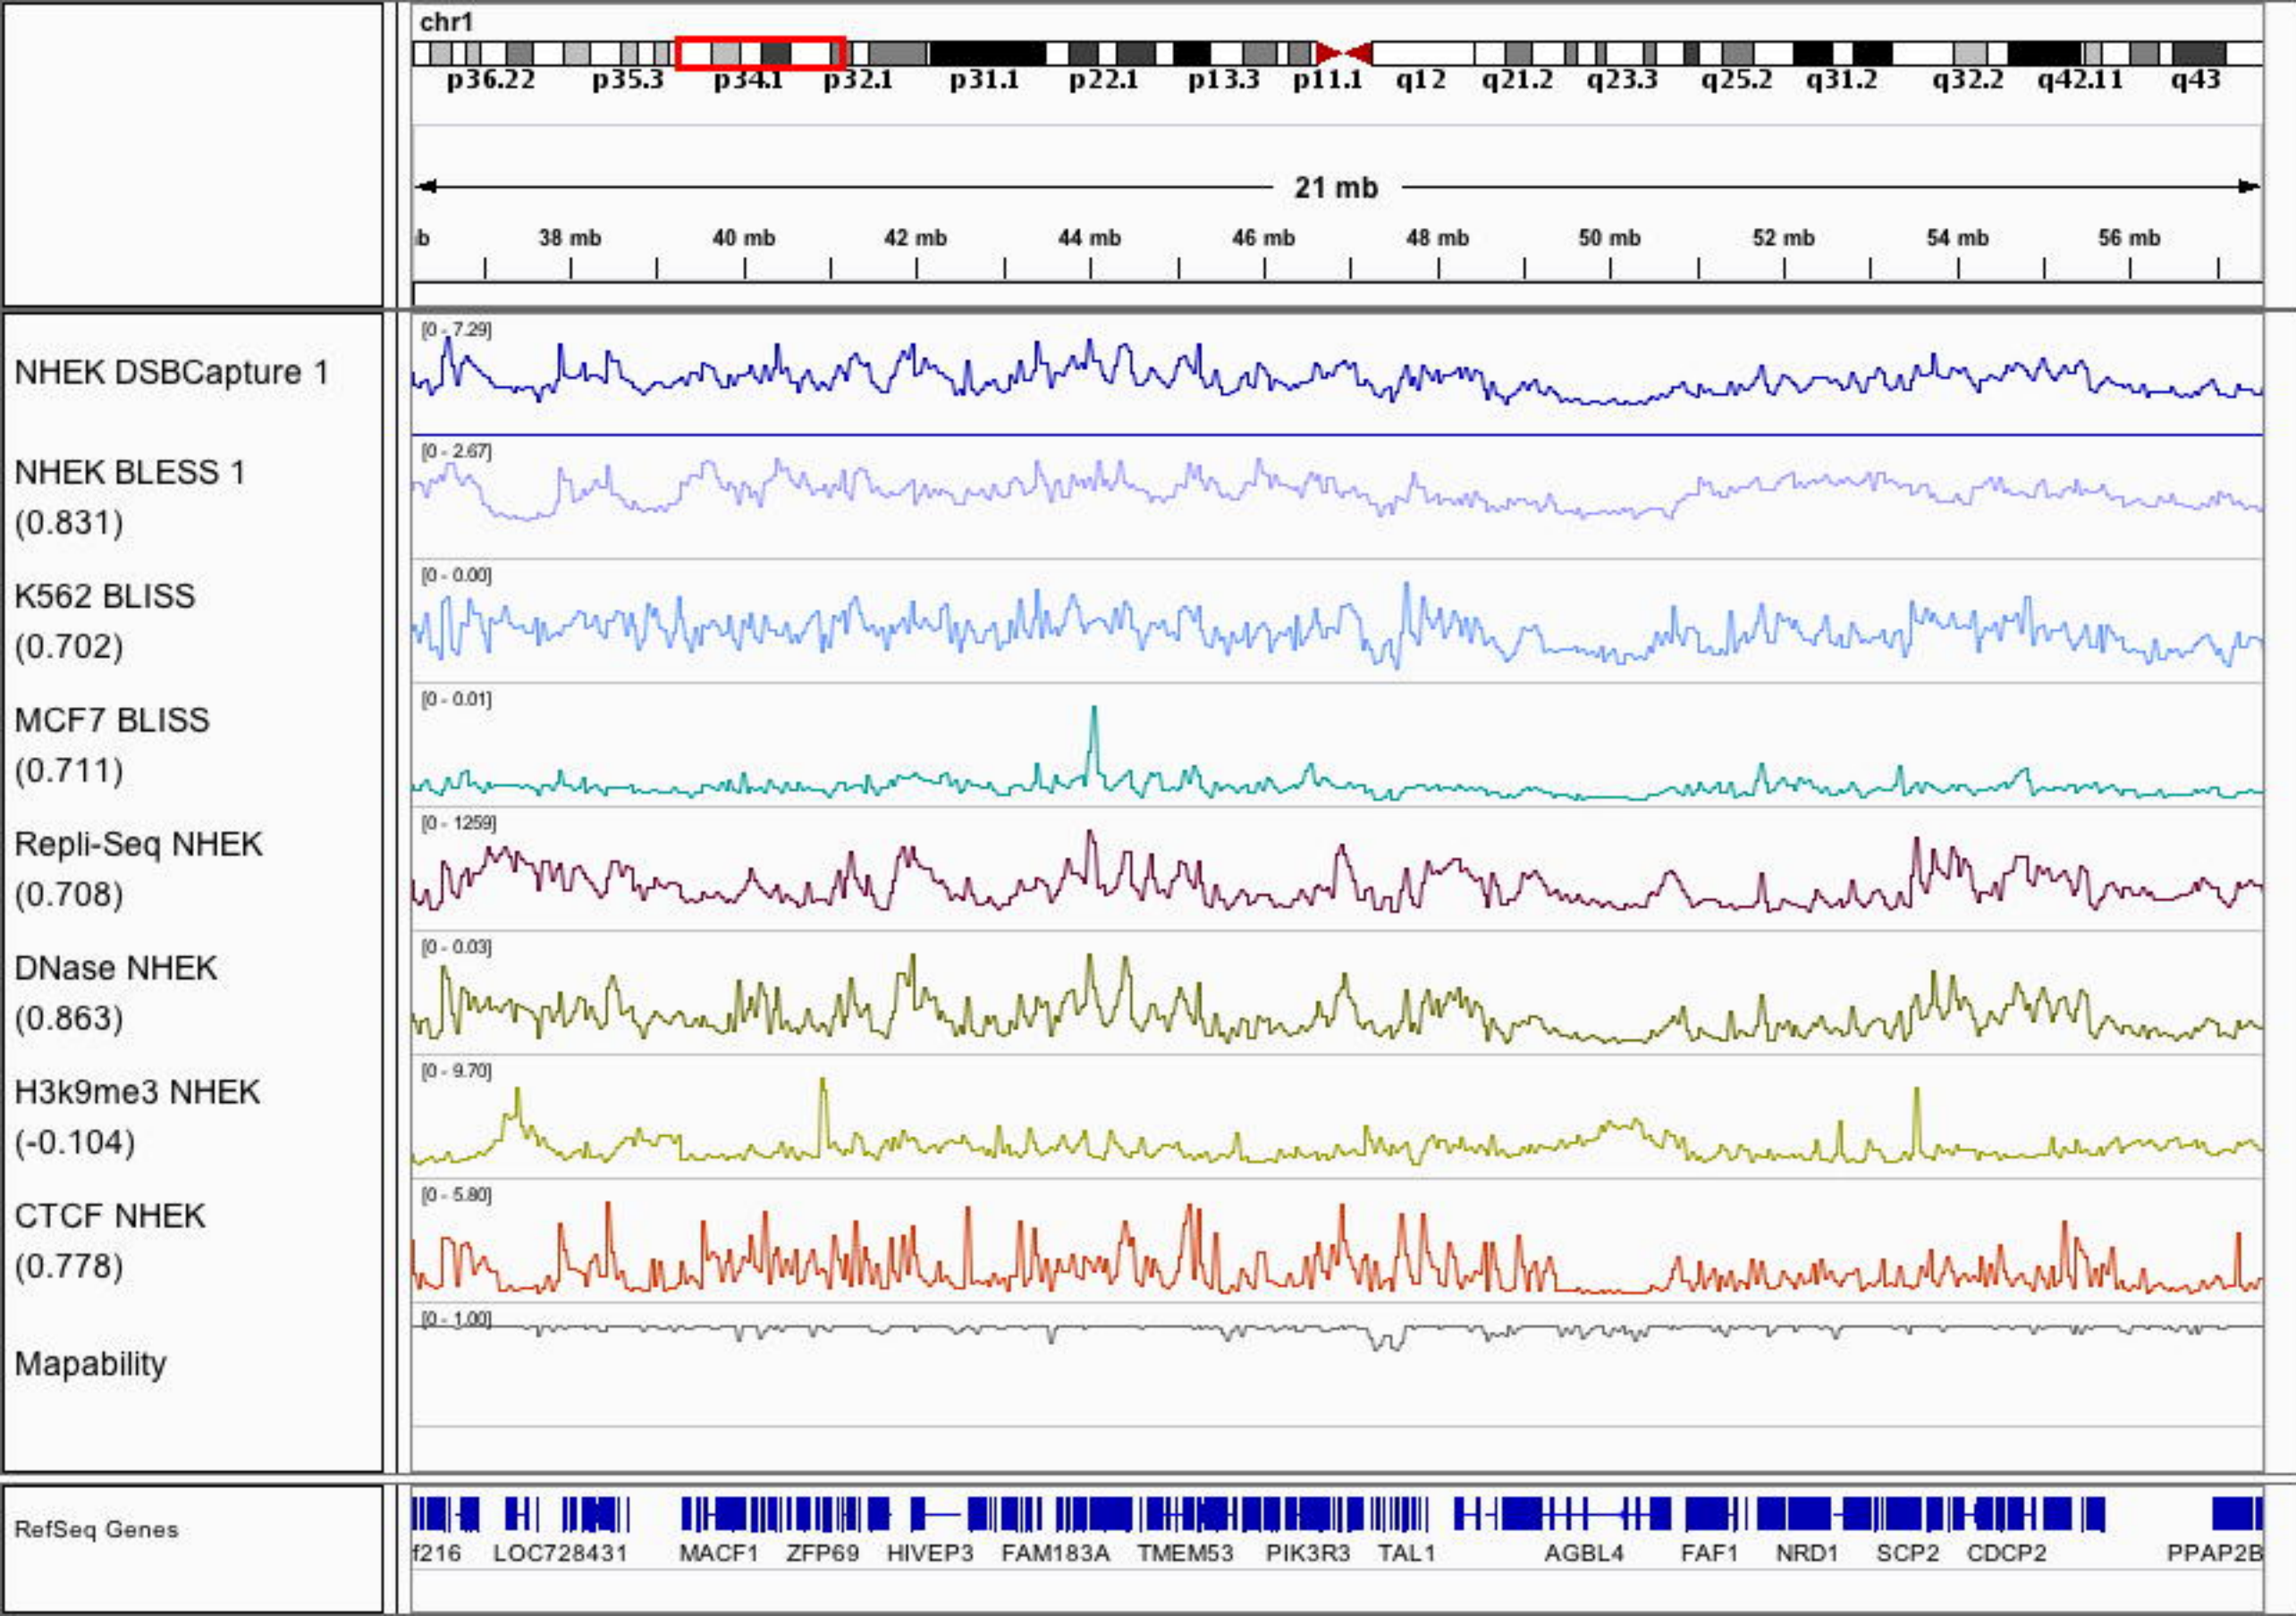 chr1
p36.22 p35.3 p34.1 p32.1 p31.1 p22.1 p13.3 p11.1 q12 q21.2 q23.3 q25.2 q31.2 q32.2 q42.11 q43
21 mb
38 mb 40 mb 42 mb 44 mb 46 mb 48 mb 50 mb 52 mb 54 mb 56 mb
[0 - 7.29]
NHEK DSBCapture 1
[0 - 2.67]
NHEK BLESS 1
(0.831)
[0 - 0.00]
K562 BLISS
(0.702)
[0 - 0.01]
MCF7 BLISS
(0.711)
[0 - 1259]
Repli-Seq NHEK
(0.708)
[0 - 0.03]
DNase NHEK
(0.863)
[0 - 9.70]
H3k9me3 NHEK
(-0.104)
[0 - 5.80]
CTCF NHEK
(0.778)
[0 - 1.00]
Mapability
RefSeq Genes
f216 LOC728431 MACF1 ZFP69 HIVEP3 FAM183A TMEM53 PIK3R3 TAL1 AGBL4 FAF1 NRD1 SCP2 CDCP2 PPAP2B